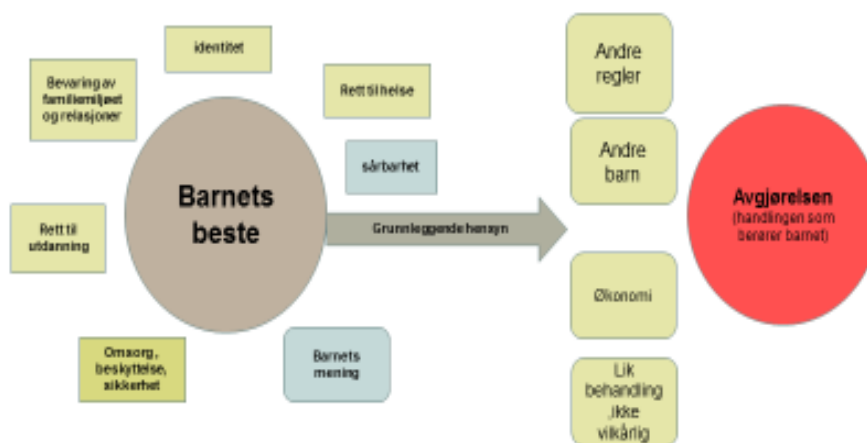 identitet
Bevaring av
familiemiljøet
og relasjoner
Rett til helse
sårbarhet
Barnets
beste
Rett til
utdanning
Grunnleggende hensyn
Omsorg,
beskyttelse,
sikkerhet
Barnets
mening
Andre
regler
Andre
barn
Økonomi
Lik
behandling
,ikke
vilkårlig
Avgjørelsen
(handlingen som
berører barnet)